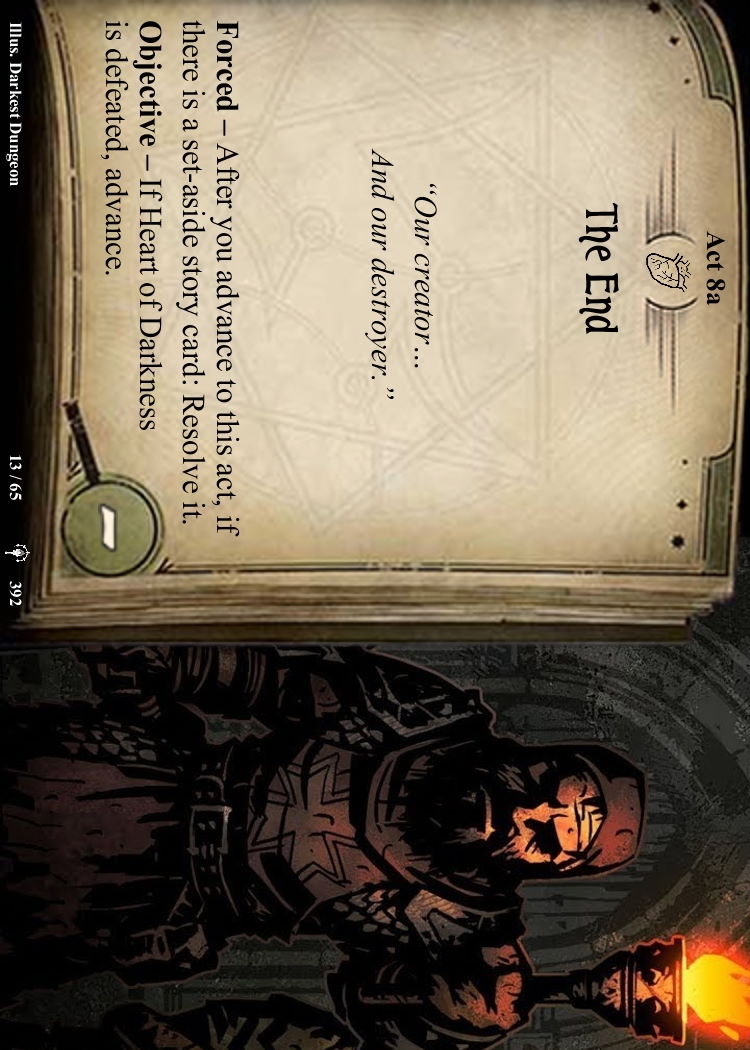 Act 8a
The End
“Our creator...
And our destroyer.”
Forced – After you advance to this act, if
there is a set-aside story card: Resolve it.
Objective – If Heart of Darkness
is defeated, advance.
–
Illus. Darkest Dungeon
13 / 65
392